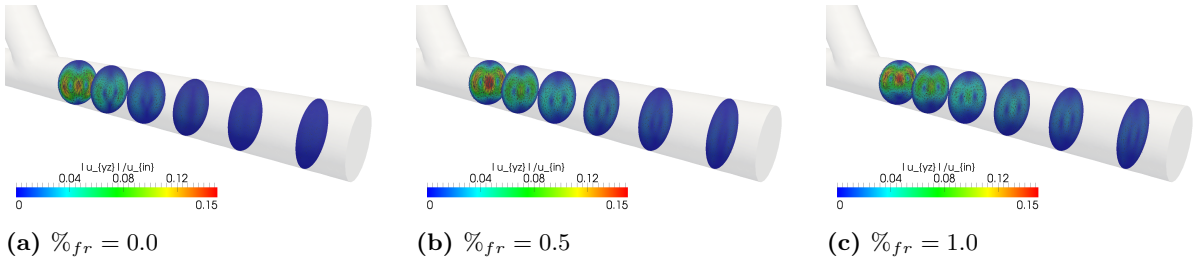 | u_{yz} | /u_{in}
0.04 0.08 0.12
0 0.15
(a) %fr = 0.0
| u_{yz} | /u_{in}
0.04 0.08 0.12
0 0.15
(b) %fr = 0.5
| u_{yz} | /u_{in}
0.04 0.08 0.12
0 0.15
(c) %fr = 1.0